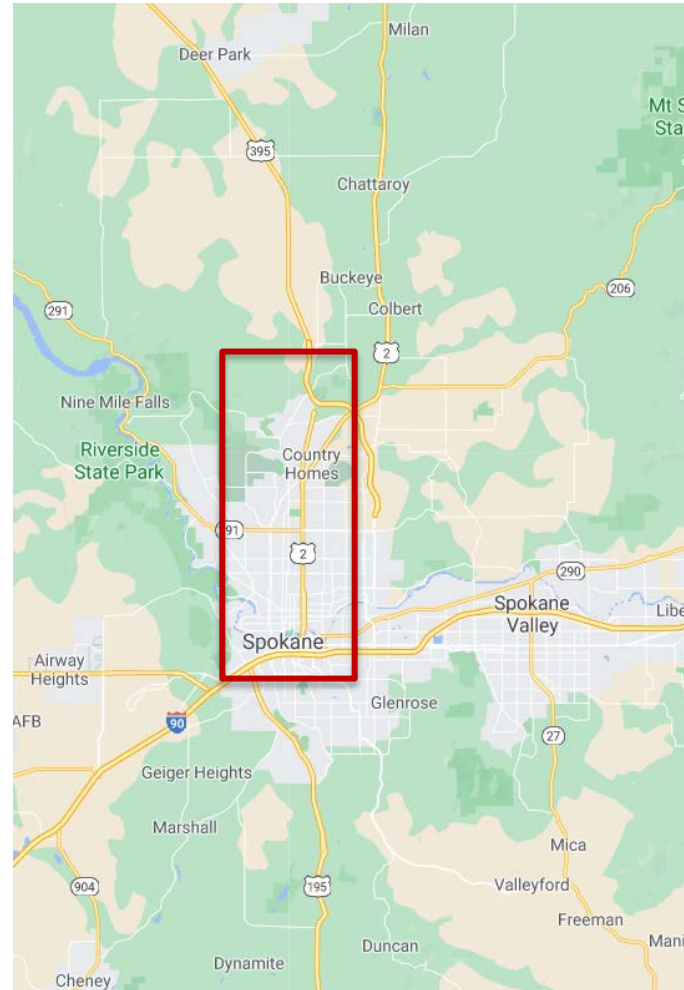 Milan
Deer Park
Mt S
Sta
395
Chattaroy
Buckeye
206
291
Colbert
2
Nine Mile Falls
Riverside
State Park
Country
Homes
291
2
290
Spokane
Valley
Libe
Spokane
Airway
Heights
Glenrose
AFB
90
27
Geiger Heights
Marshall
Mica
904
195
Valleyford
Freeman
Mani
Duncan
Dynamite
Cheney